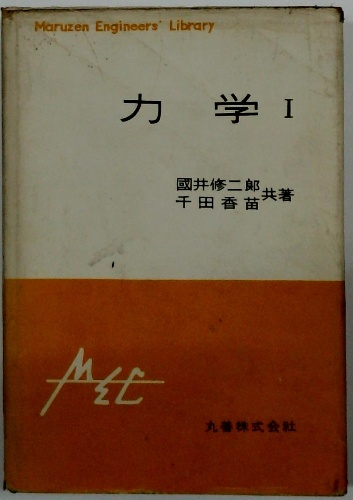 Maruzen Engineers' Library
力学 I
國井修二郎
千田香苗 共著
MEL
丸善株式会社